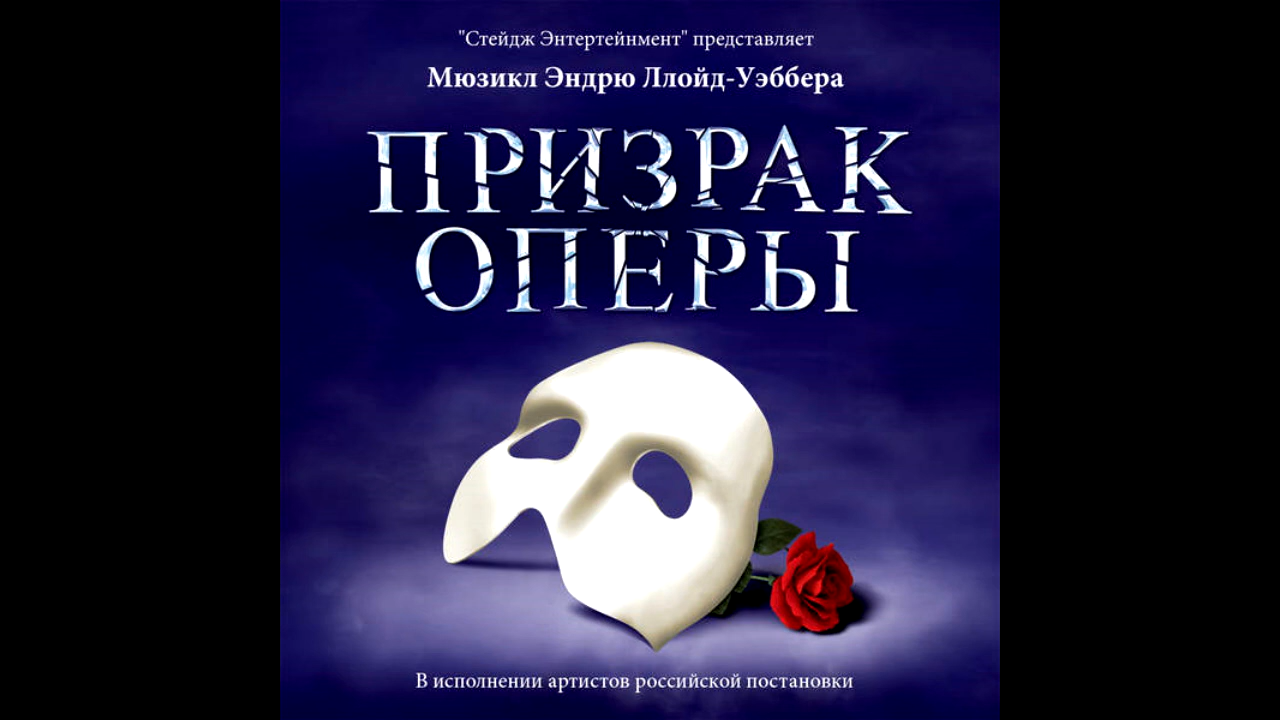 "Стейдж Энтертейнмент" представляет
Мюзикл Эндрю Ллойд-Уэббера
ПРИЗРАК
ОПЕРЫ
В исполнении артистов российской постановки